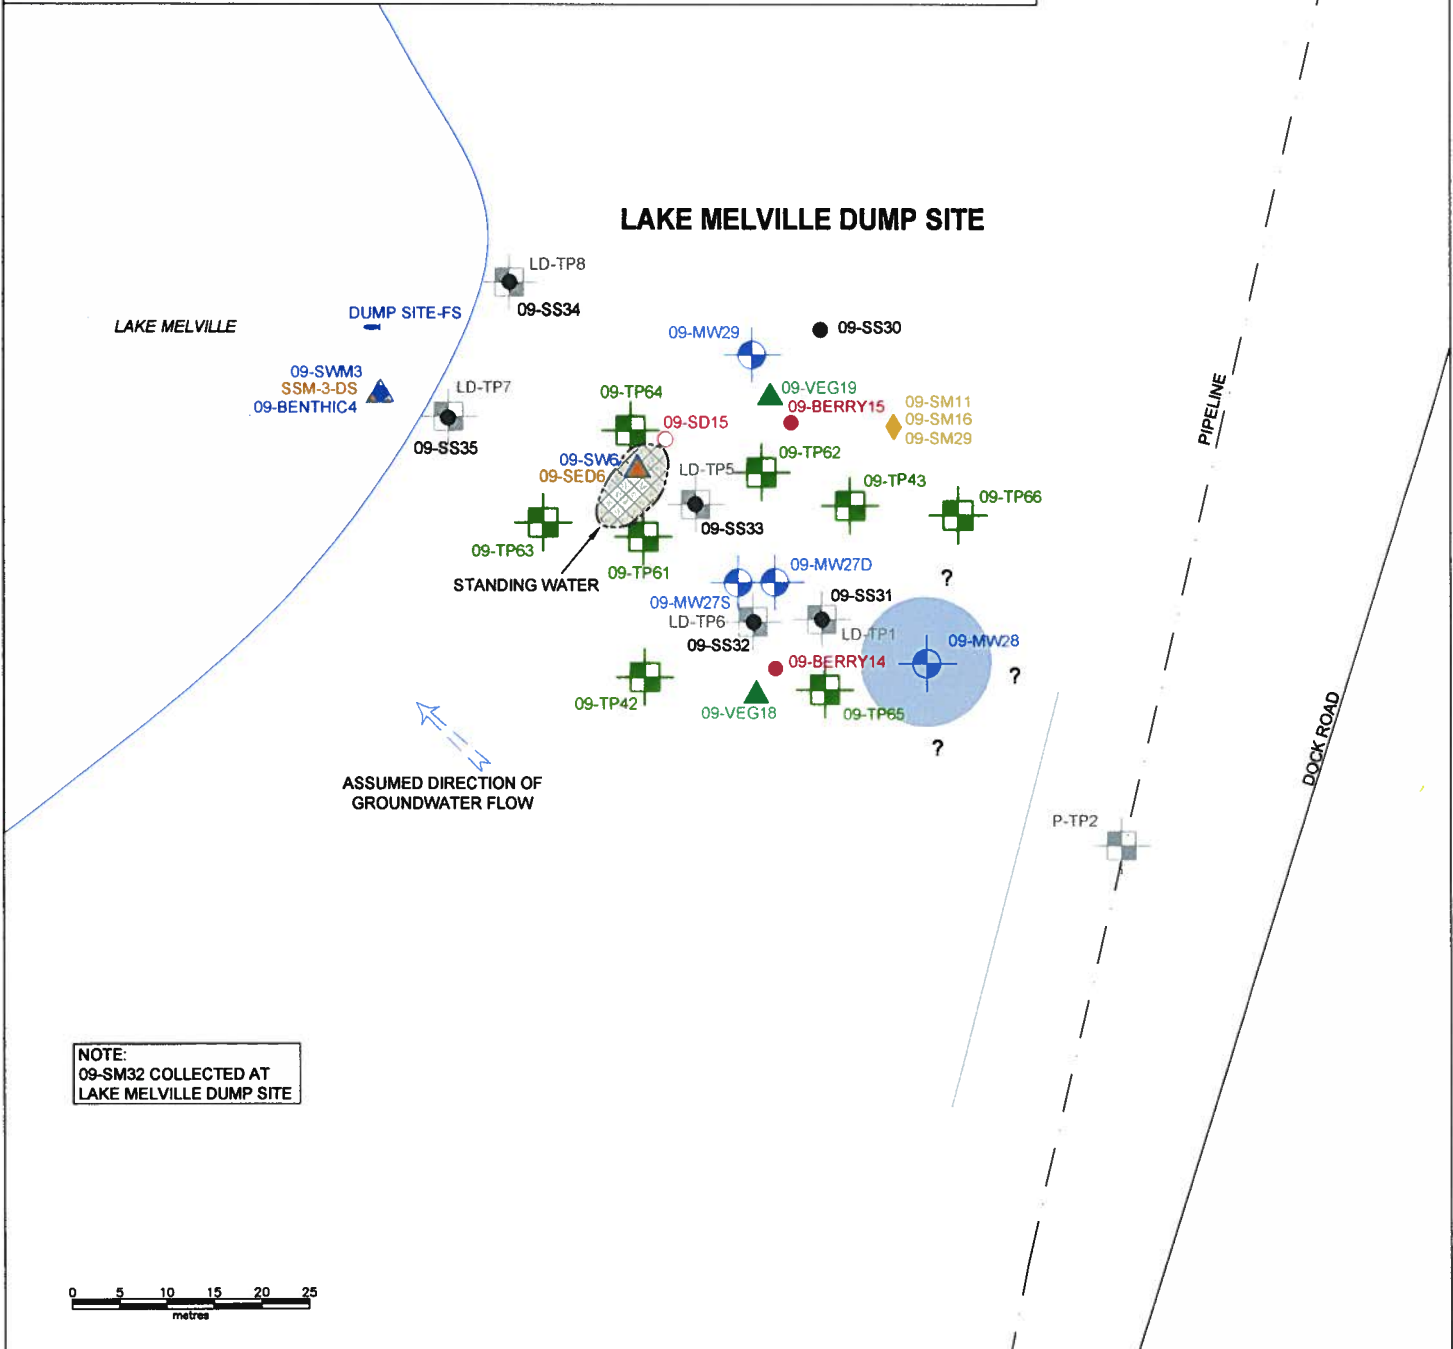 LAKE MELVILLE DUMP SITE
LD-TP8
09-SS34
DUMP SITE-FS
LAKE MELVILLE
09-MW29
09-SS30
09-SWM3
SSM-3-DS
09-BENTHIC4
LD-TP7
09-SS35
09-TP64
09-VEG19
09-BERRY15
09-SM11
09-SM16
09-SM29
PIPELINE
09-SD15
09-SW6
09-SED6
LD-TP5
09-TP62
09-TP43
09-TP66
09-SS33
09-TP63
09-TP61
STANDING WATER
09-MW27D
09-MW27S
?
09-SS31
LD-TP6
09-SS32
LD-TP1
09-MW28
09-BERRY14
?
09-TP42
09-VEG18
09-TP65
?
DOCK ROAD
ASSUMED DIRECTION OF
GROUNDWATER FLOW
P-TP2
NOTE:
09-SM32 COLLECTED AT
LAKE MELVILLE DUMP SITE
0 5 10 15 20 25
metres